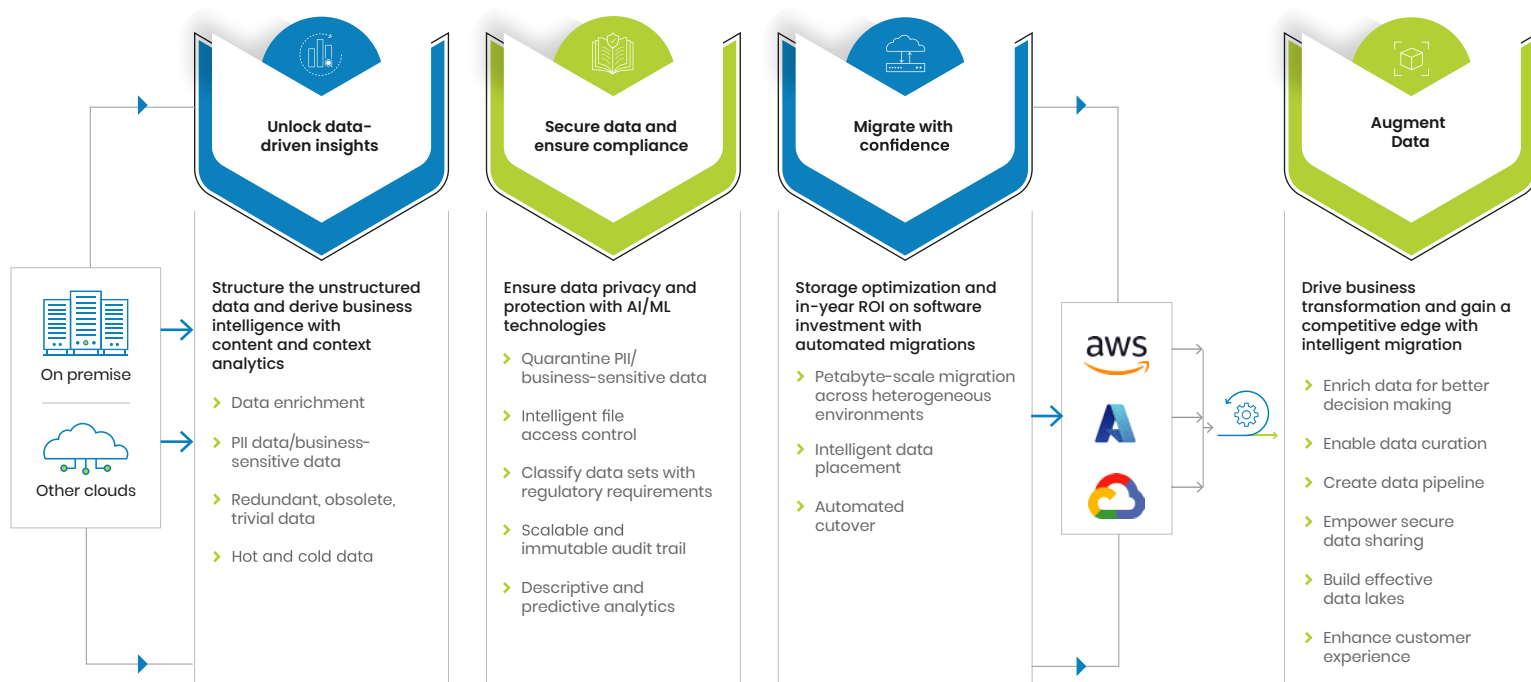 Unlock data-
driven insights
Secure data and
ensure compliance
Migrate with
confidence
Augment
Data
On premise
Other clouds
Structure the unstructured
data and derive business
intelligence with
content and context
analytics
Data enrichment
PII data/business-
sensitive data
Redundant, obsolete,
trivial data
Hot and cold data
Ensure data privacy and
protection with AI/ML
technologies
Quarantine PII/
business-sensitive data
Intelligent file
access control
Classify data sets with
regulatory requirements
Scalable and
immutable audit trail
Descriptive and
predictive analytics
Storage optimization and
in-year ROI on software
investment with
automated migrations
Petabyte-scale migration
across heterogeneous
environments
Intelligent data
placement
Automated
cutover
aws
Drive business
transformation and gain a
competitive edge with
intelligent migration
Enrich data for better
decision making
Enable data curation
Create data pipeline
Empower secure
data sharing
Build effective
data lakes
Enhance customer
experience